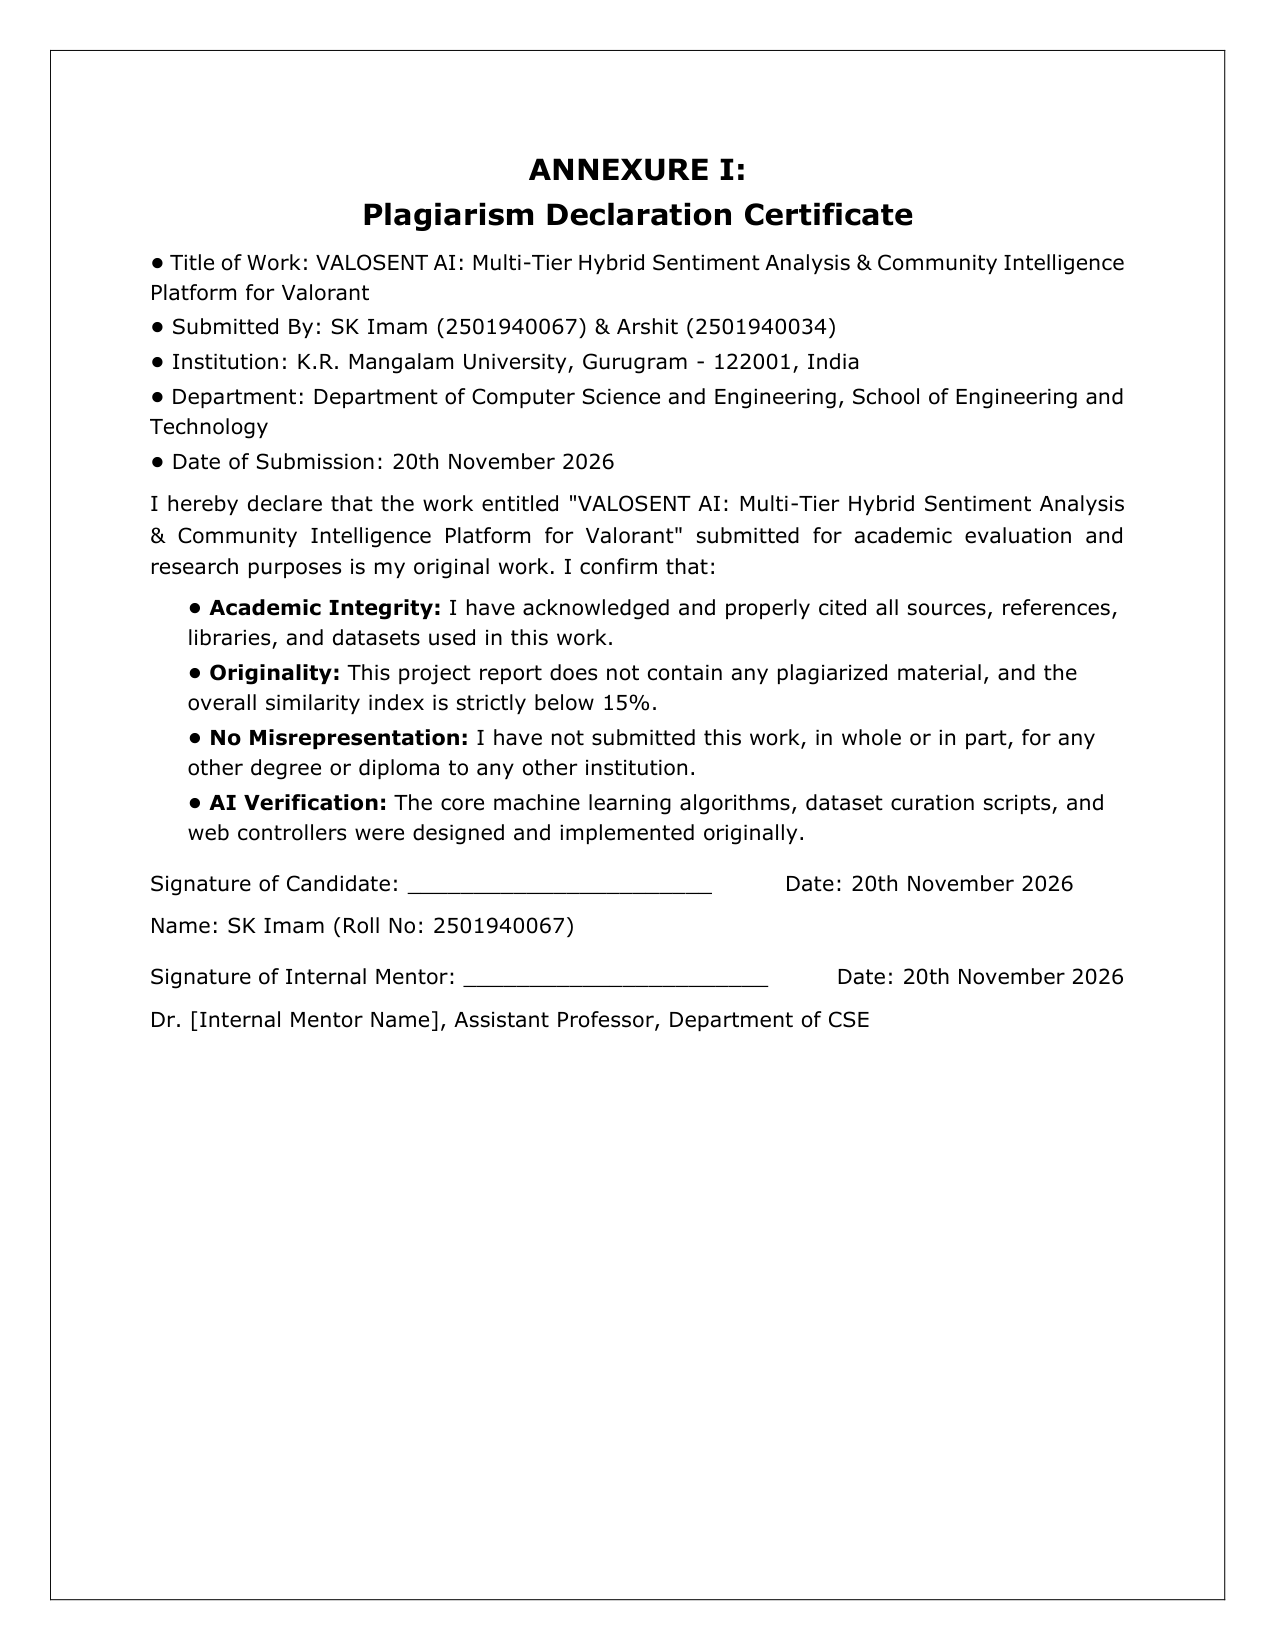 ANNEXURE I:
Plagiarism Declaration Certificate
● Title of Work: VALOSENT AI: Multi-Tier Hybrid Sentiment Analysis & Community Intelligence
Platform for Valorant
● Submitted By: SK Imam (2501940067) & Arshit (2501940034)
● Institution: K.R. Mangalam University, Gurugram - 122001, India
● Department: Department of Computer Science and Engineering, School of Engineering and
Technology
● Date of Submission: 20th November 2026
I hereby declare that the work entitled "VALOSENT AI: Multi-Tier Hybrid Sentiment Analysis
& Community Intelligence Platform for Valorant" submitted for academic evaluation and
research purposes is my original work. I confirm that:
● Academic Integrity: I have acknowledged and properly cited all sources, references,
libraries, and datasets used in this work.
● Originality: This project report does not contain any plagiarized material, and the
overall similarity index is strictly below 15%.
● No Misrepresentation: I have not submitted this work, in whole or in part, for any
other degree or diploma to any other institution.
● AI Verification: The core machine learning algorithms, dataset curation scripts, and
web controllers were designed and implemented originally.
Signature of Candidate: _______________________ Date: 20th November 2026
Name: SK Imam (Roll No: 2501940067)
Signature of Internal Mentor: _______________________ Date: 20th November 2026
Dr. [Internal Mentor Name], Assistant Professor, Department of CSE